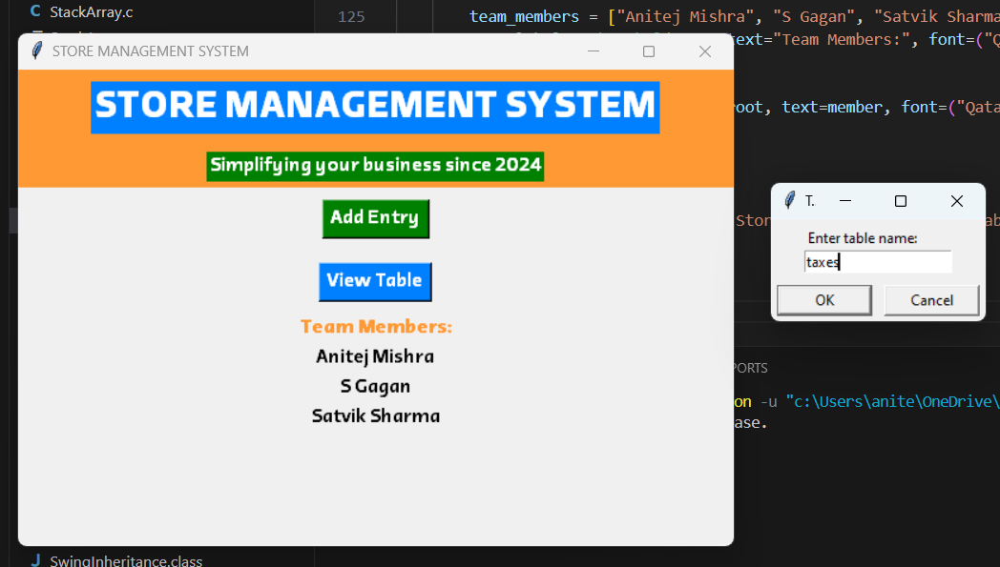 C StackArray.c
125 team_members = ["Anitej Mishra", "S Gagan", "Satvik Sharma
text="Team Members:", font=("Q
STORE MANAGEMENT SYSTEM
STORE MANAGEMENT SYSTEM
Simplifying your business since 2024
Add Entry
View Table
Team Members:
Anitej Mishra
S Gagan
Satvik Sharma
root, text=member, font=("Qata
T.
Stor
Enter table name:
taxes
OK Cancel
PORTS
on -u "c:\Users\anite\OneDrive\
ase.
J SwingInheritance.class